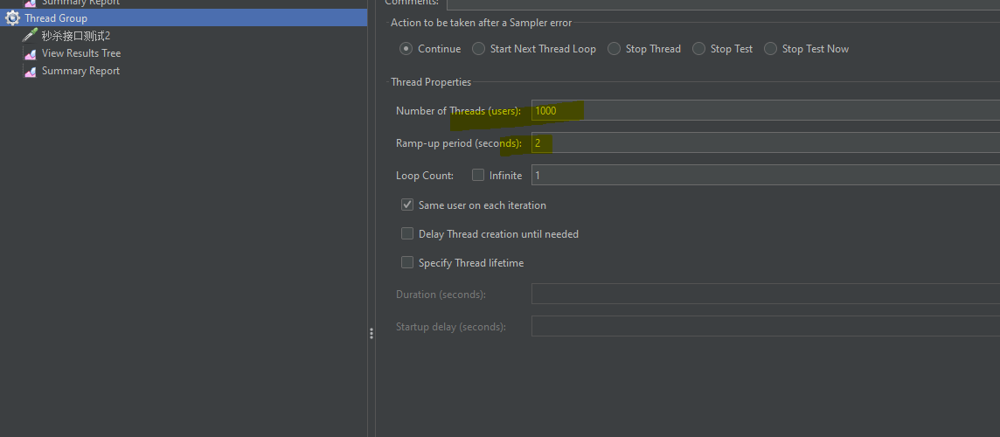 Summary Report
Thread Group
秒杀接口测试2
View Results Tree
Summary Report
Comments:
Action to be taken after a Sampler error
Continue Start Next Thread Loop Stop Thread Stop Test Stop Test Now
Thread Properties
Number of Threads (users): 1000
Ramp-up period (seconds): 2
Loop Count: Infinite 1
Same user on each iteration
Delay Thread creation until needed
Specify Thread lifetime
Duration (seconds):
Startup delay (seconds):